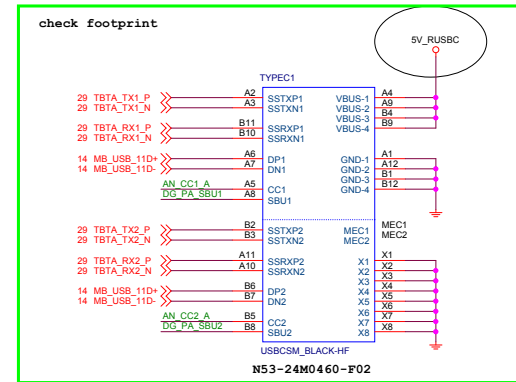 check footprint
5V_RUSBC
TYPEC1
29 TBTA_TX1_P A2 SSTXP1 VBUS-1 A4
29 TBTA_TX1_N A3 SSTXN1 VBUS-2 A9
VBUS-3 B4
29 TBTA_RX1_P B11 SSRXP1 VBUS-4 B9
29 TBTA_RX1_N B10 SSRXN1
14 MB_USB_11D+ A6 DP1 GND-1 A1
14 MB_USB_11D- A7 DN1 GND-2 A12
GND-3 B1
AN_CC1_A A5 CC1 GND-4 B12
DG_PA_SBU1 A8 SBU1
29 TBTA_TX2_P B2 SSTXP2 MEC1 MEC1
29 TBTA_TX2_N B3 SSTXN2 MEC2 MEC2
29 TBTA_RX2_P A11 SSRXP2 X1 X1
29 TBTA_RX2_N A10 SSRXN2 X2 X2
X3 X3
X4 X4
14 MB_USB_11D+ B6 DP2 X5 X5
14 MB_USB_11D- B7 DN2 X6 X6
AN_CC2_A B5 CC2 X7 X7
DG_PA_SBU2 B8 SBU2 X8 X8
USBCSM_BLACK-HF
N53-24M0460-F02